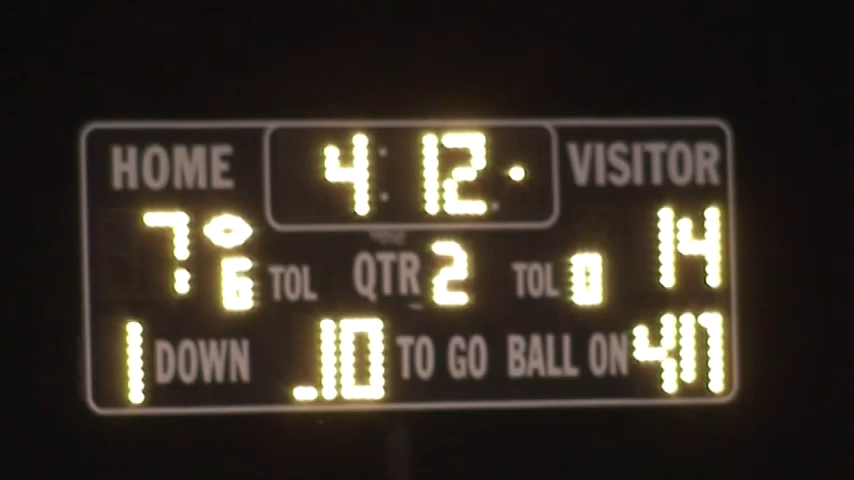 HOME 4:12 VISITOR
7 14
6 TOL QTR 2 TOL 0
1 DOWN 10 TO GO BALL ON 47